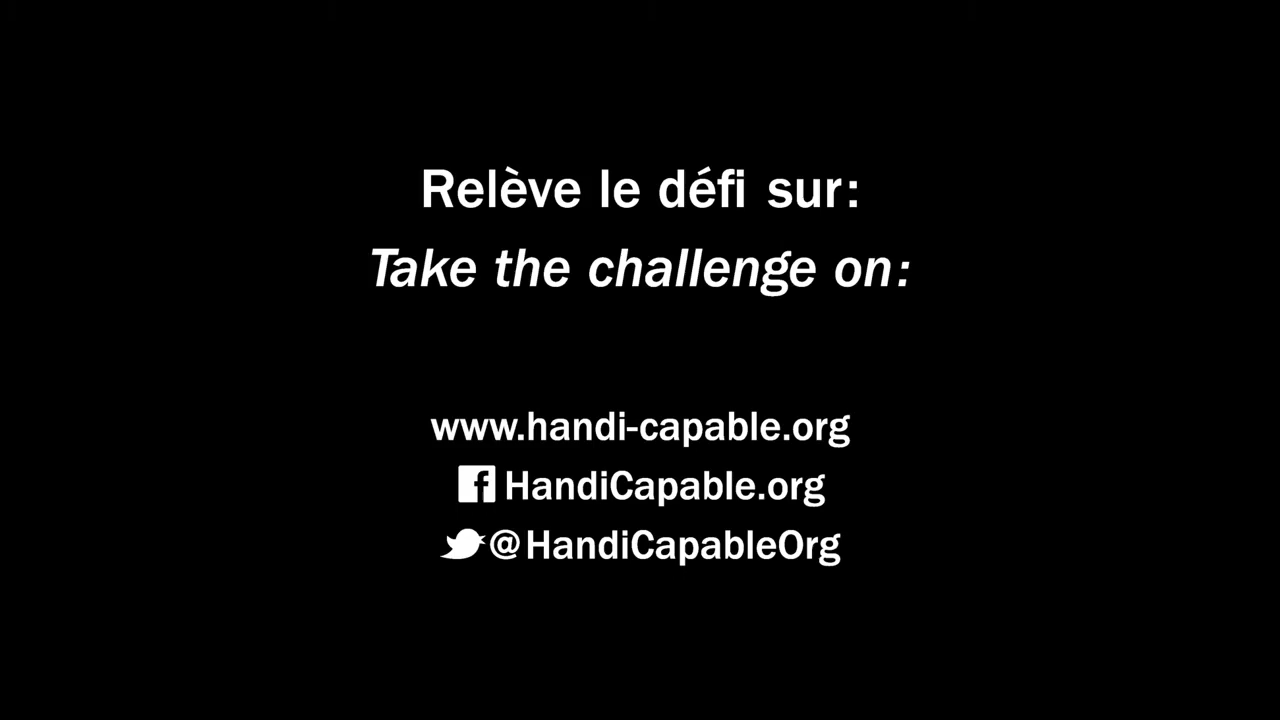 Relève le défi sur:
Take the challenge on:
www.handi-capable.org
HandiCapable.org
@HandiCapableOrg